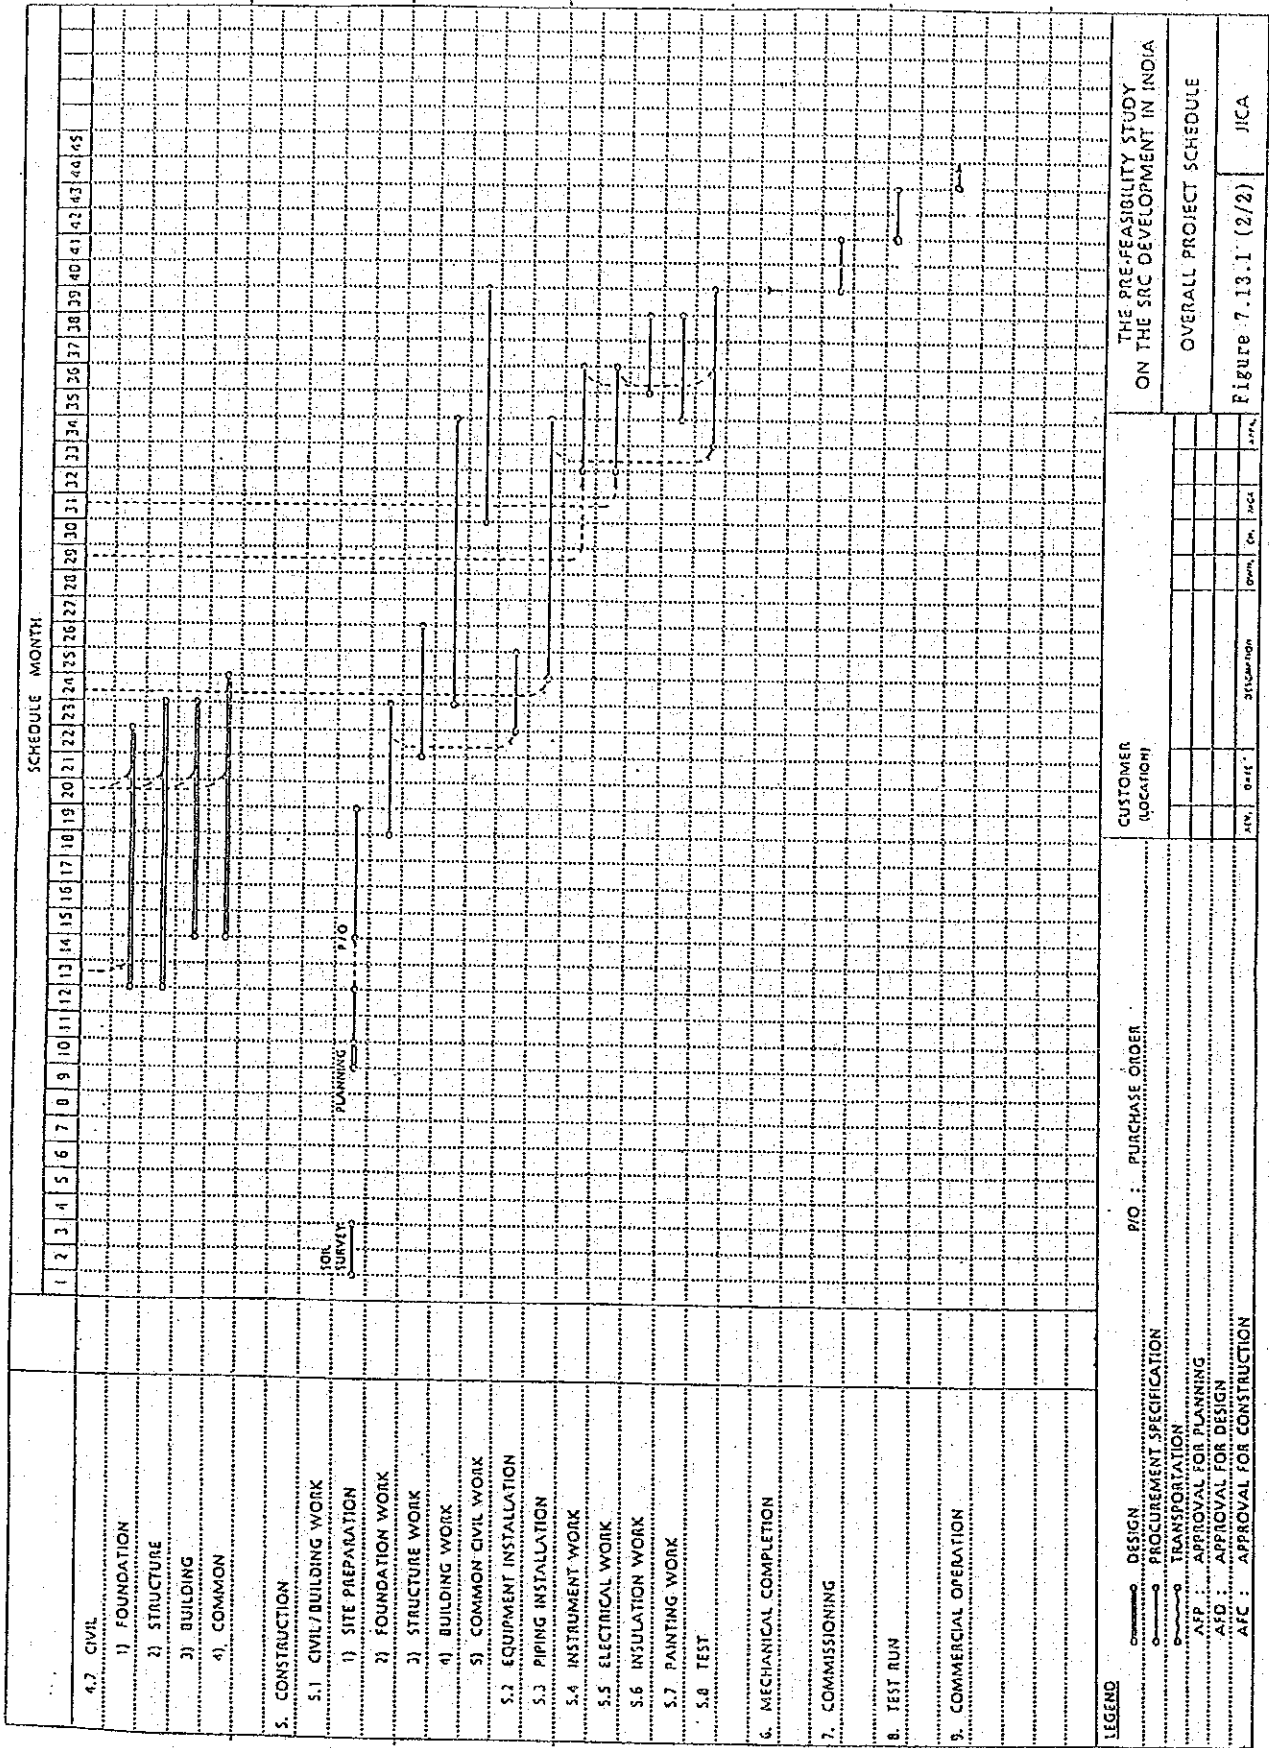 SCHEDULE MONTH
1 2 3 4 5 6 7 8 9 10 11 12 13 14 15 16 17 18 19 20 21 22 23 24 25 26 27 28 29 30 31 32 33 34 35 36 37 38 39 40 41 42 43 44 45
4.7 CIVIL
1) FOUNDATION
2) STRUCTURE
3) BUILDING
4) COMMON
5. CONSTRUCTION
5.1 CIVIL/BUILDING WORK
1) SITE PREPARATION
SOIL
SURVEY
PLANNING
P/O
2) FOUNDATION WORK
3) STRUCTURE WORK
4) BUILDING WORK
5) COMMON CIVIL WORK
5.2 EQUIPMENT INSTALLATION
5.3 PIPING INSTALLATION
5.4 INSTRUMENT WORK
5.5 ELECTRICAL WORK
5.6 INSULATION WORK
5.7 PAINTING WORK
5.8 TEST
6. MECHANICAL COMPLETION
7. COMMISSIONING
8. TEST RUN
9. COMMERCIAL OPERATION
LEGEND
DESIGN
PROCUREMENT SPECIFICATION
TRANSPORTATION
AFP : APPROVAL FOR PLANNING
AFD : APPROVAL FOR DESIGN
AFC : APPROVAL FOR CONSTRUCTION
P/O : PURCHASE ORDER
CUSTOMER
(LOCATION)
REV. DATE DESCRIPTION DWN. CH.
THE PRE-FEASIBILITY STUDY
ON THE SRC DEVELOPMENT IN INDIA
OVERALL PROJECT SCHEDULE
Figure 7.13.1 (2/2)
JICA